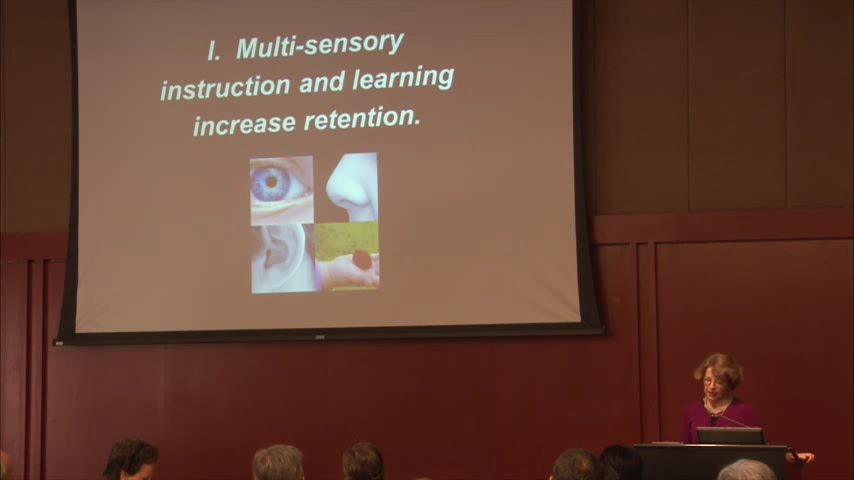 I. Multi-sensory
instruction and learning
increase retention.